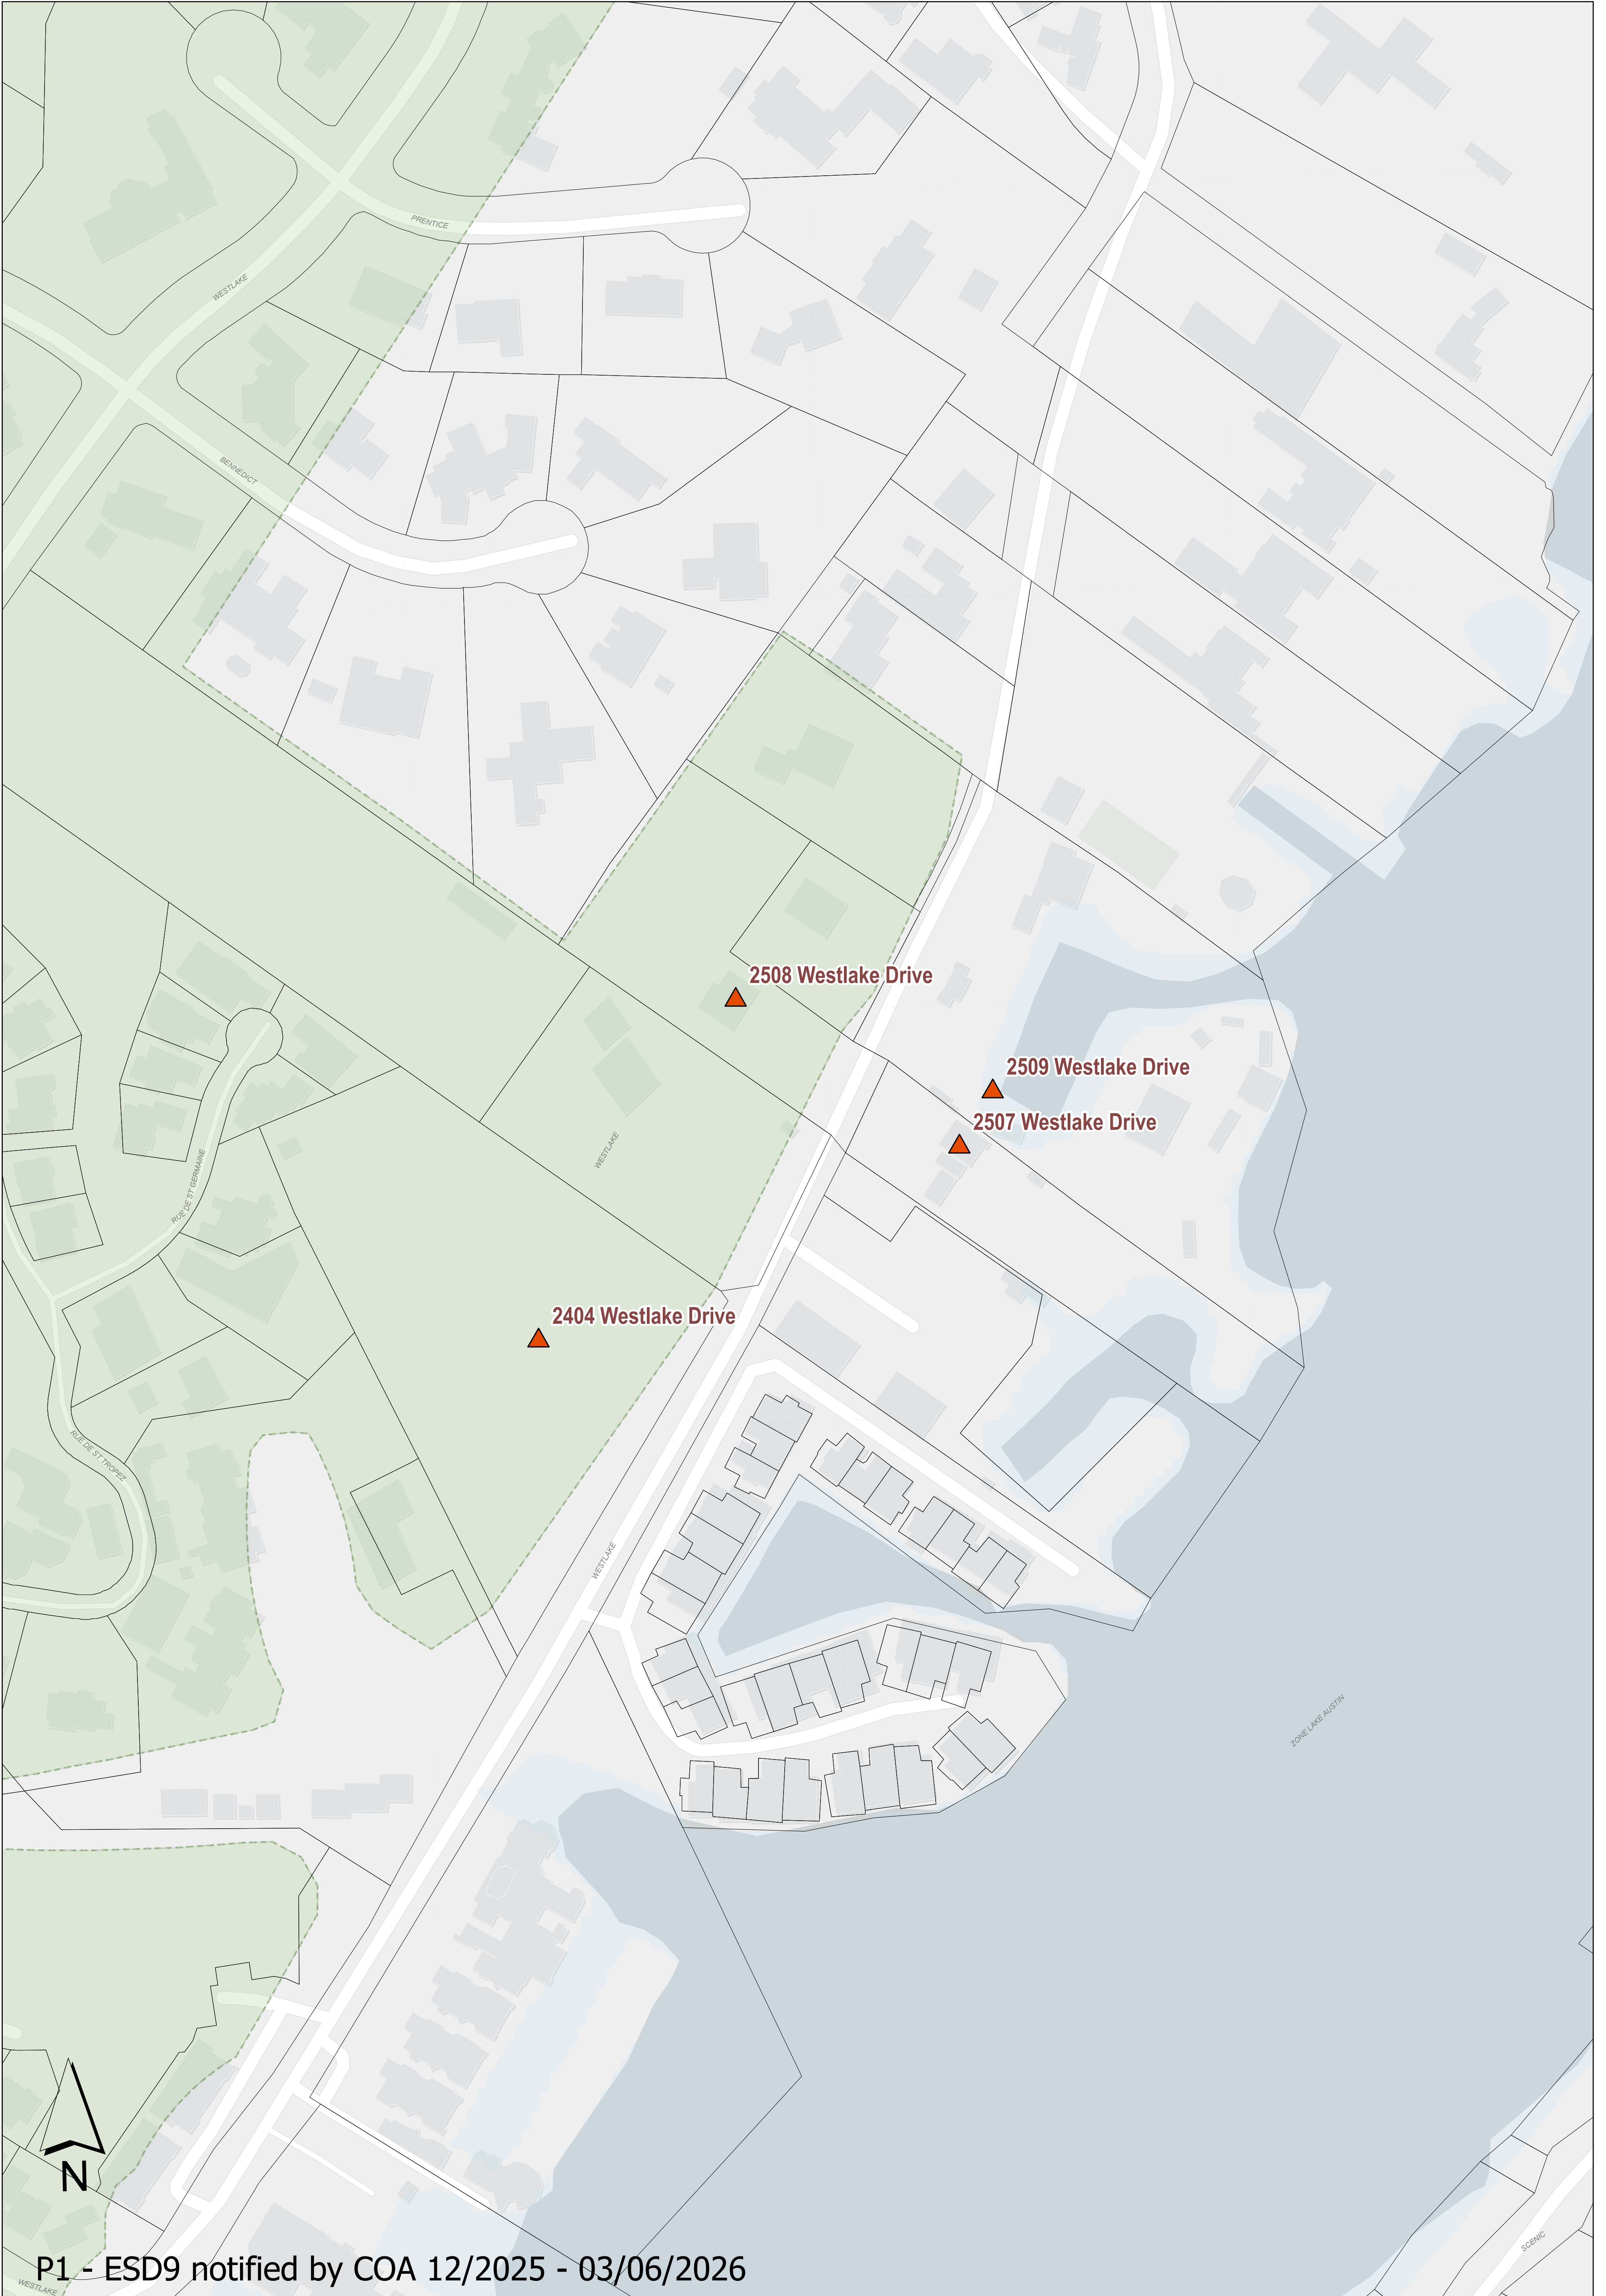 PRENTICE
WESTLAKE
BENNEDICT
2508 Westlake Drive
2509 Westlake Drive
2507 Westlake Drive
WESTLAKE
RUE DE ST GERMAINE
2404 Westlake Drive
RUE DE ST TROPEZ
WESTLAKE
ZONE LAKE AUSTIN
N
SCENIC
P1 - ESD9 notified by COA 12/2025 - 03/06/2026
WESTLAKE